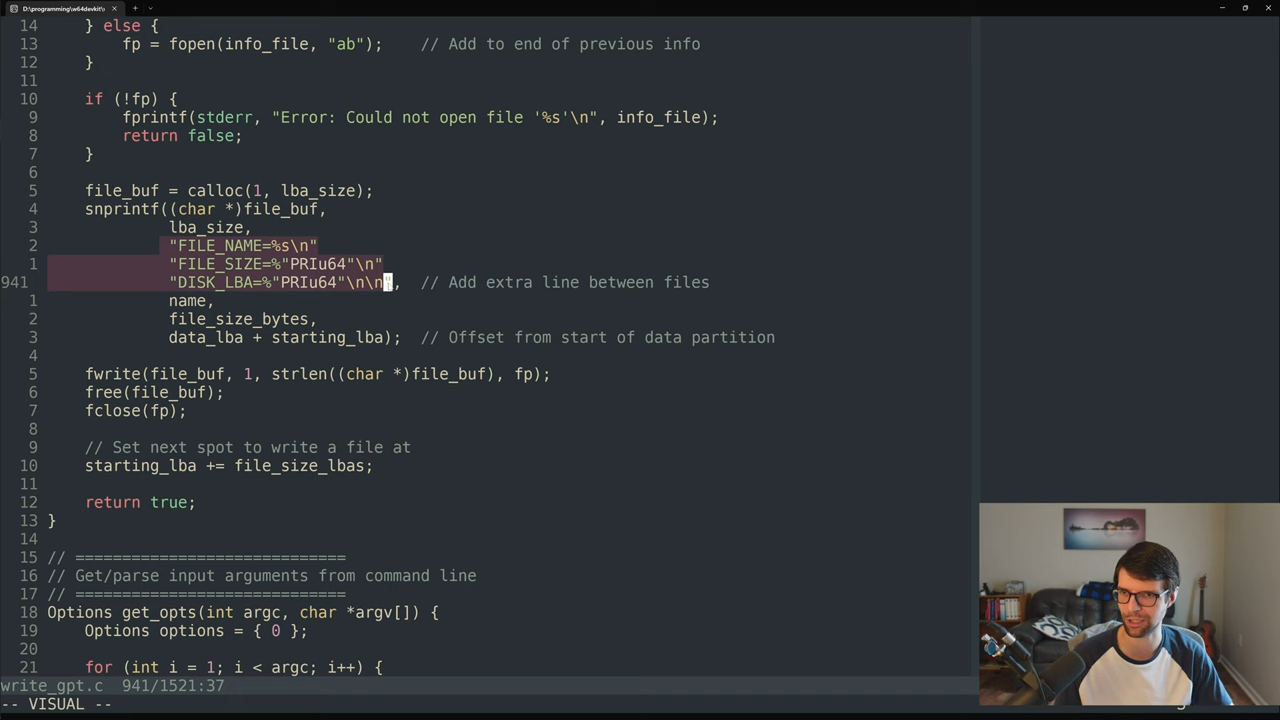 D:\programming\w64devkit\
14     } else {
13         fp = fopen(info_file, "ab");    // Add to end of previous info
12     }
11
10     if (!fp) {
9         fprintf(stderr, "Error: Could not open file '%s'\n", info_file);
8         return false;
7     }
6
5     file_buf = calloc(1, lba_size);
4     snprintf((char *)file_buf,
3              lba_size,
2              "FILE_NAME=%s\n"
1              "FILE_SIZE=%"PRIu64"\n"
941              "DISK_LBA=%"PRIu64"\n\n",  // Add extra line between files
1              name,
2              file_size_bytes,
3              data_lba + starting_lba);  // Offset from start of data partition
4
5     fwrite(file_buf, 1, strlen((char *)file_buf), fp);
6     free(file_buf);
7     fclose(fp);
8
9     // Set next spot to write a file at
10     starting_lba += file_size_lbas;
11
12     return true;
13 }
14
15 // =============================
16 // Get/parse input arguments from command line
17 // =============================
18 Options get_opts(int argc, char *argv[]) {
19     Options options = { 0 };
20
21     for (int i = 1; i < argc; i++) {
write_gpt.c  941/1521:37
-- VISUAL --